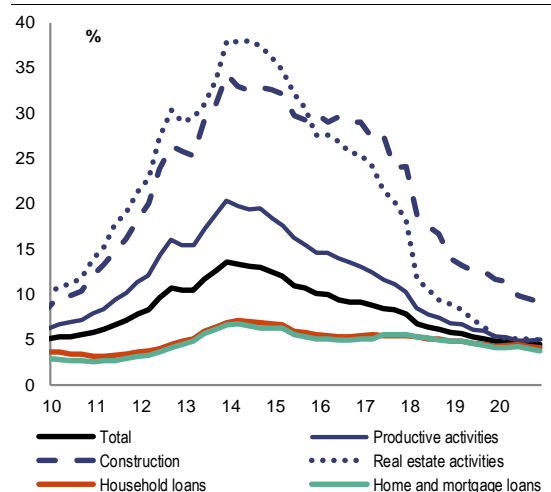 40
%
35
30
25
20
15
10
5
0
10 11 12 13 14 15 16 17 18 19 20
Total Productive activities
Construction Real estate activities
Household loans Home and mortgage loans